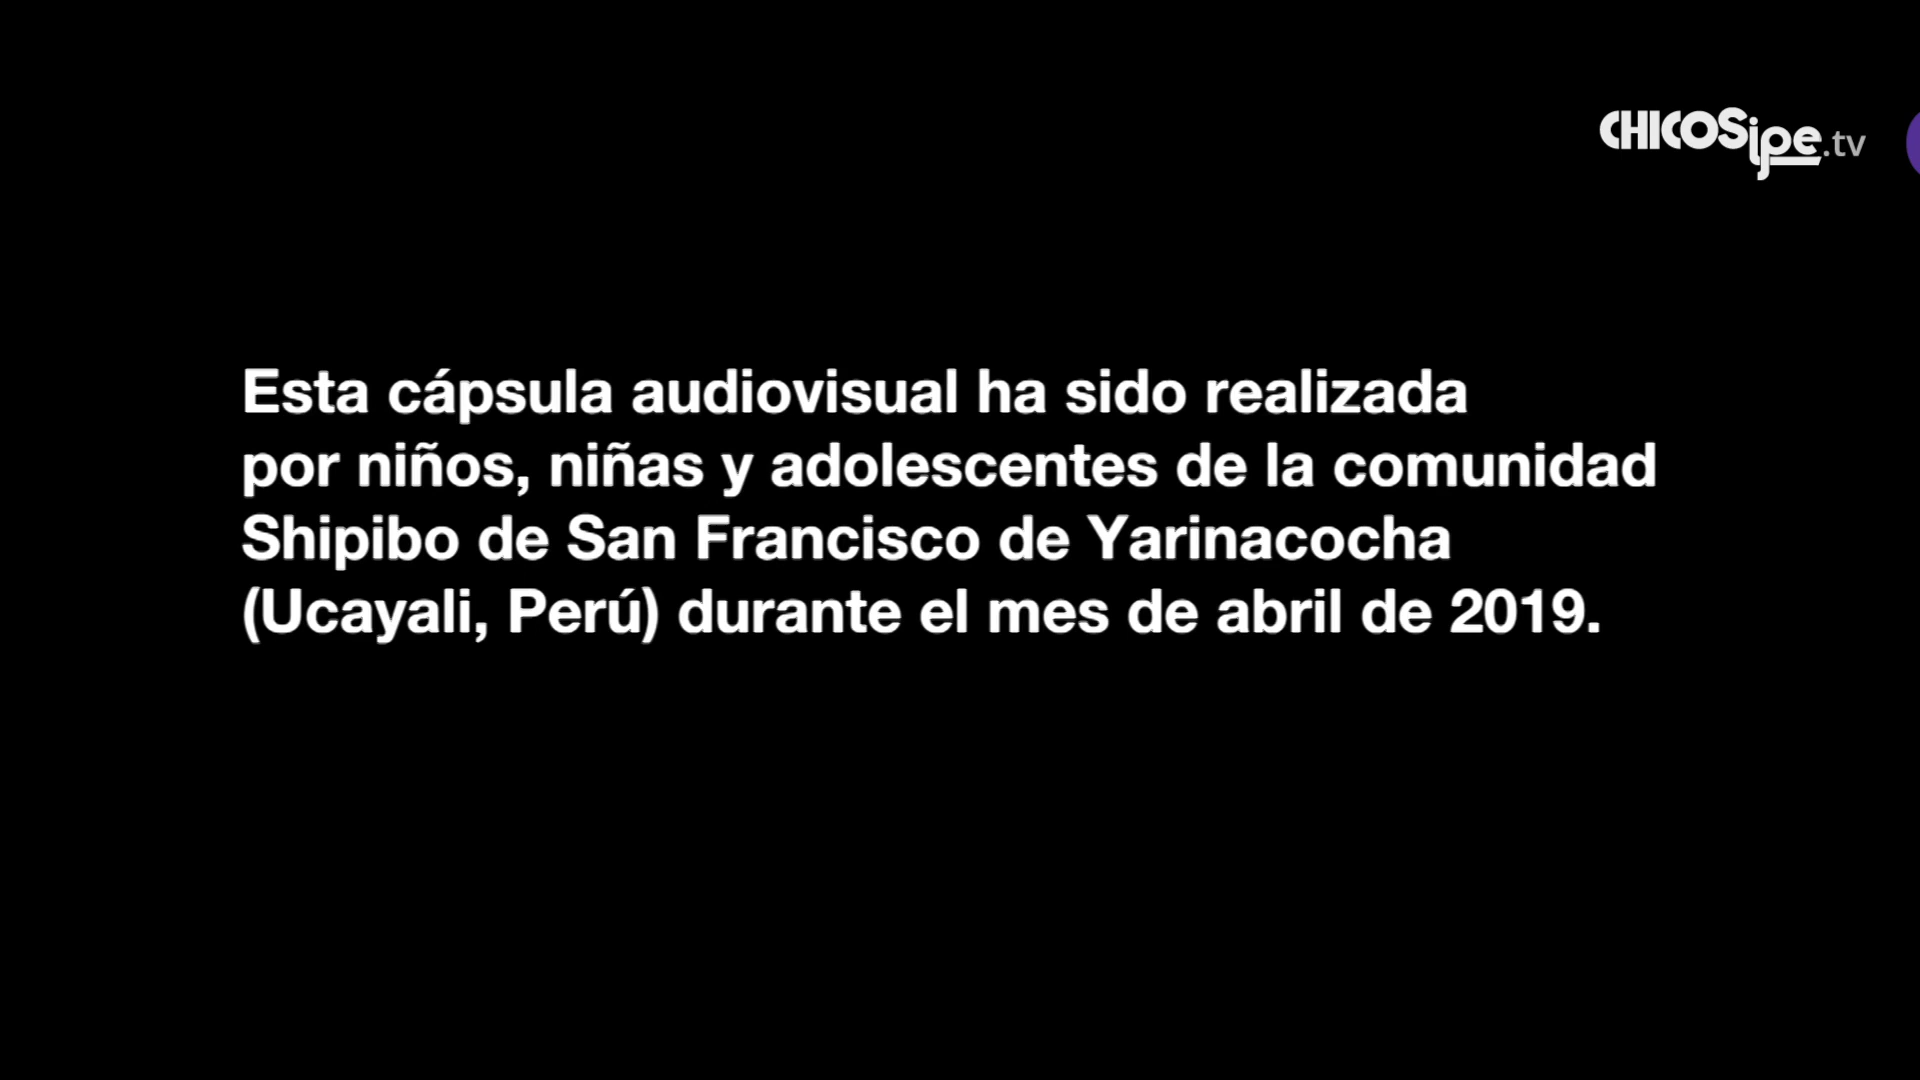 CHICOSipe.tv
Esta cápsula audiovisual ha sido realizada
por niños, niñas y adolescentes de la comunidad
Shipibo de San Francisco de Yarinacocha
(Ucayali, Perú) durante el mes de abril de 2019.